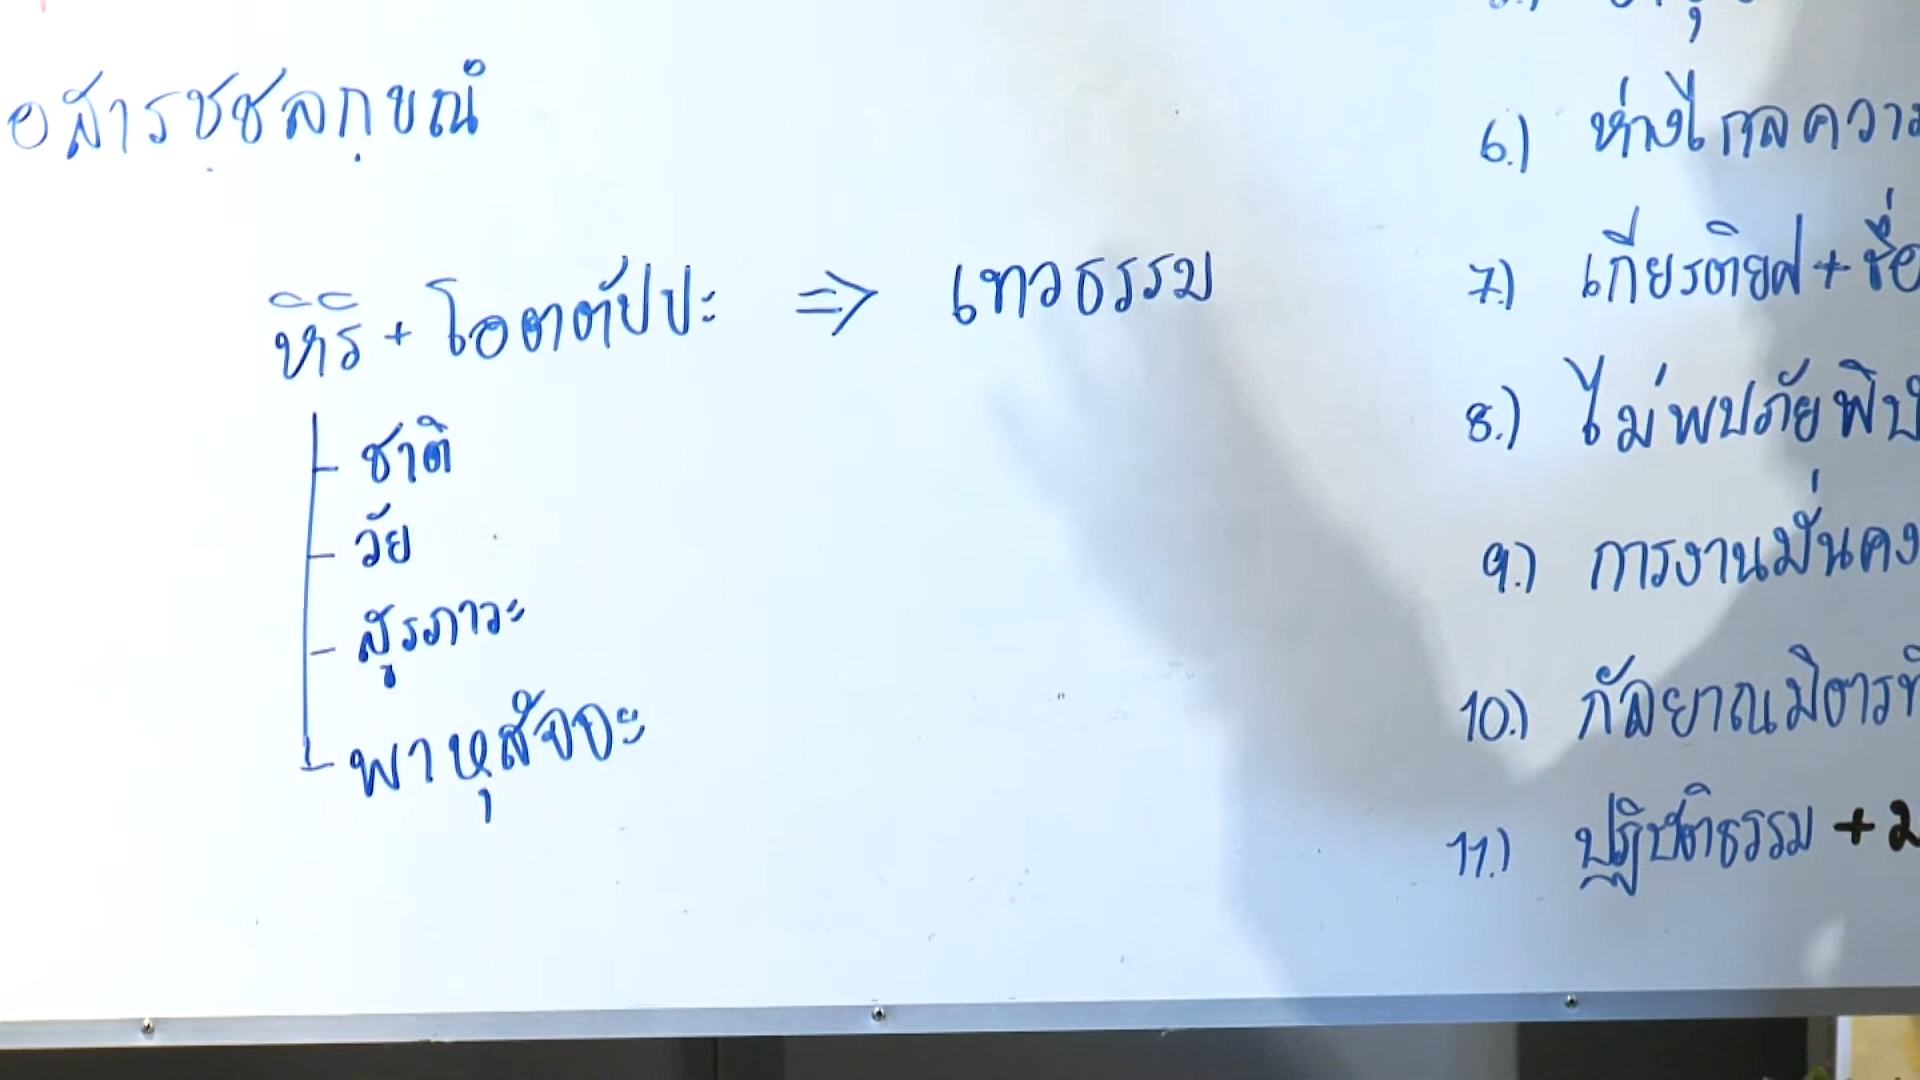 อสารชฺชลกฺขณํ
หิริ + โอตตัปปะ => เทวธรรม
ชาติ
วัย
สูรภาวะ
พาหุสัจจะ
6.) ห่างไกลความ
7.) เกียรติยศ + ชื่อ
8.) ไม่พบภัยพิบั
9.) การงานมั่นคง
10.) กัลยาณมิตรที่
11.) ปฏิบัติธรรม +